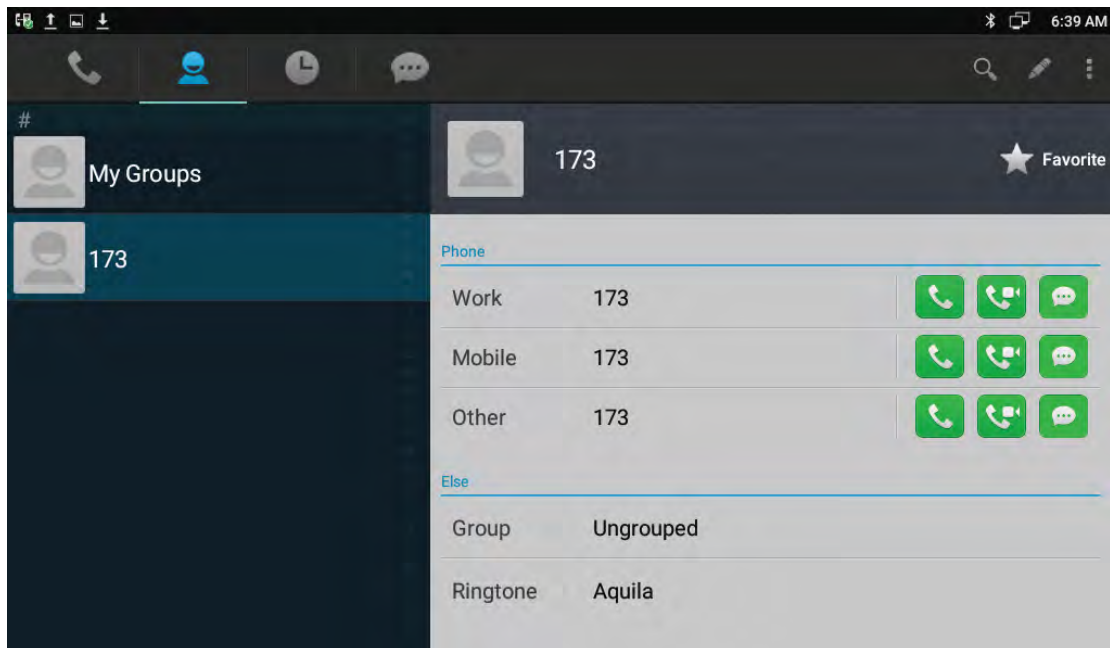 6:39 AM
#
My Groups
173
173
Favorite
Phone
Work 173
Mobile 173
Other 173
Else
Group Ungrouped
Ringtone Aquila